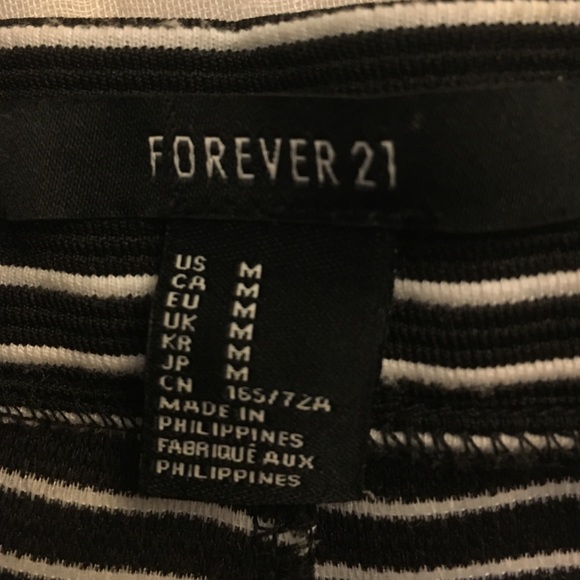 FOREVER 21
US M
CA M
EU M
UK M
KR M
JP M
CN 165/72A
MADE IN
PHILIPPINES
FABRIQUÉ AUX
PHILIPPINES